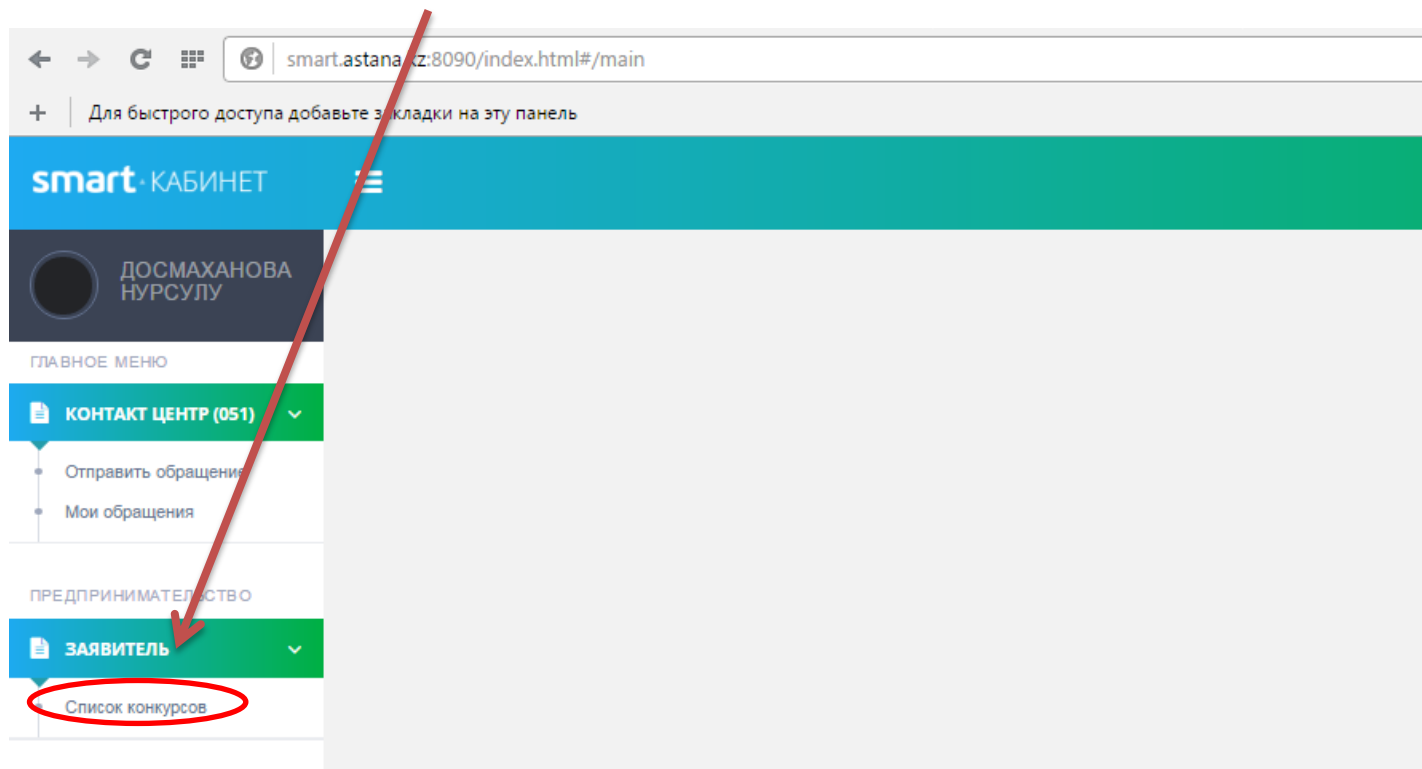 smart.astana.kz:8090/index.html#/main
+ Для быстрого доступа добавьте закладки на эту панель
smart·КАБИНЕТ
ДОСМАХАНОВА
НУРСУЛУ
ГЛАВНОЕ МЕНЮ
КОНТАКТ ЦЕНТР (051)
Отправить обращение
Мои обращения
ПРЕДПРИНИМАТЕЛЬСТВО
ЗАЯВИТЕЛЬ
Список конкурсов